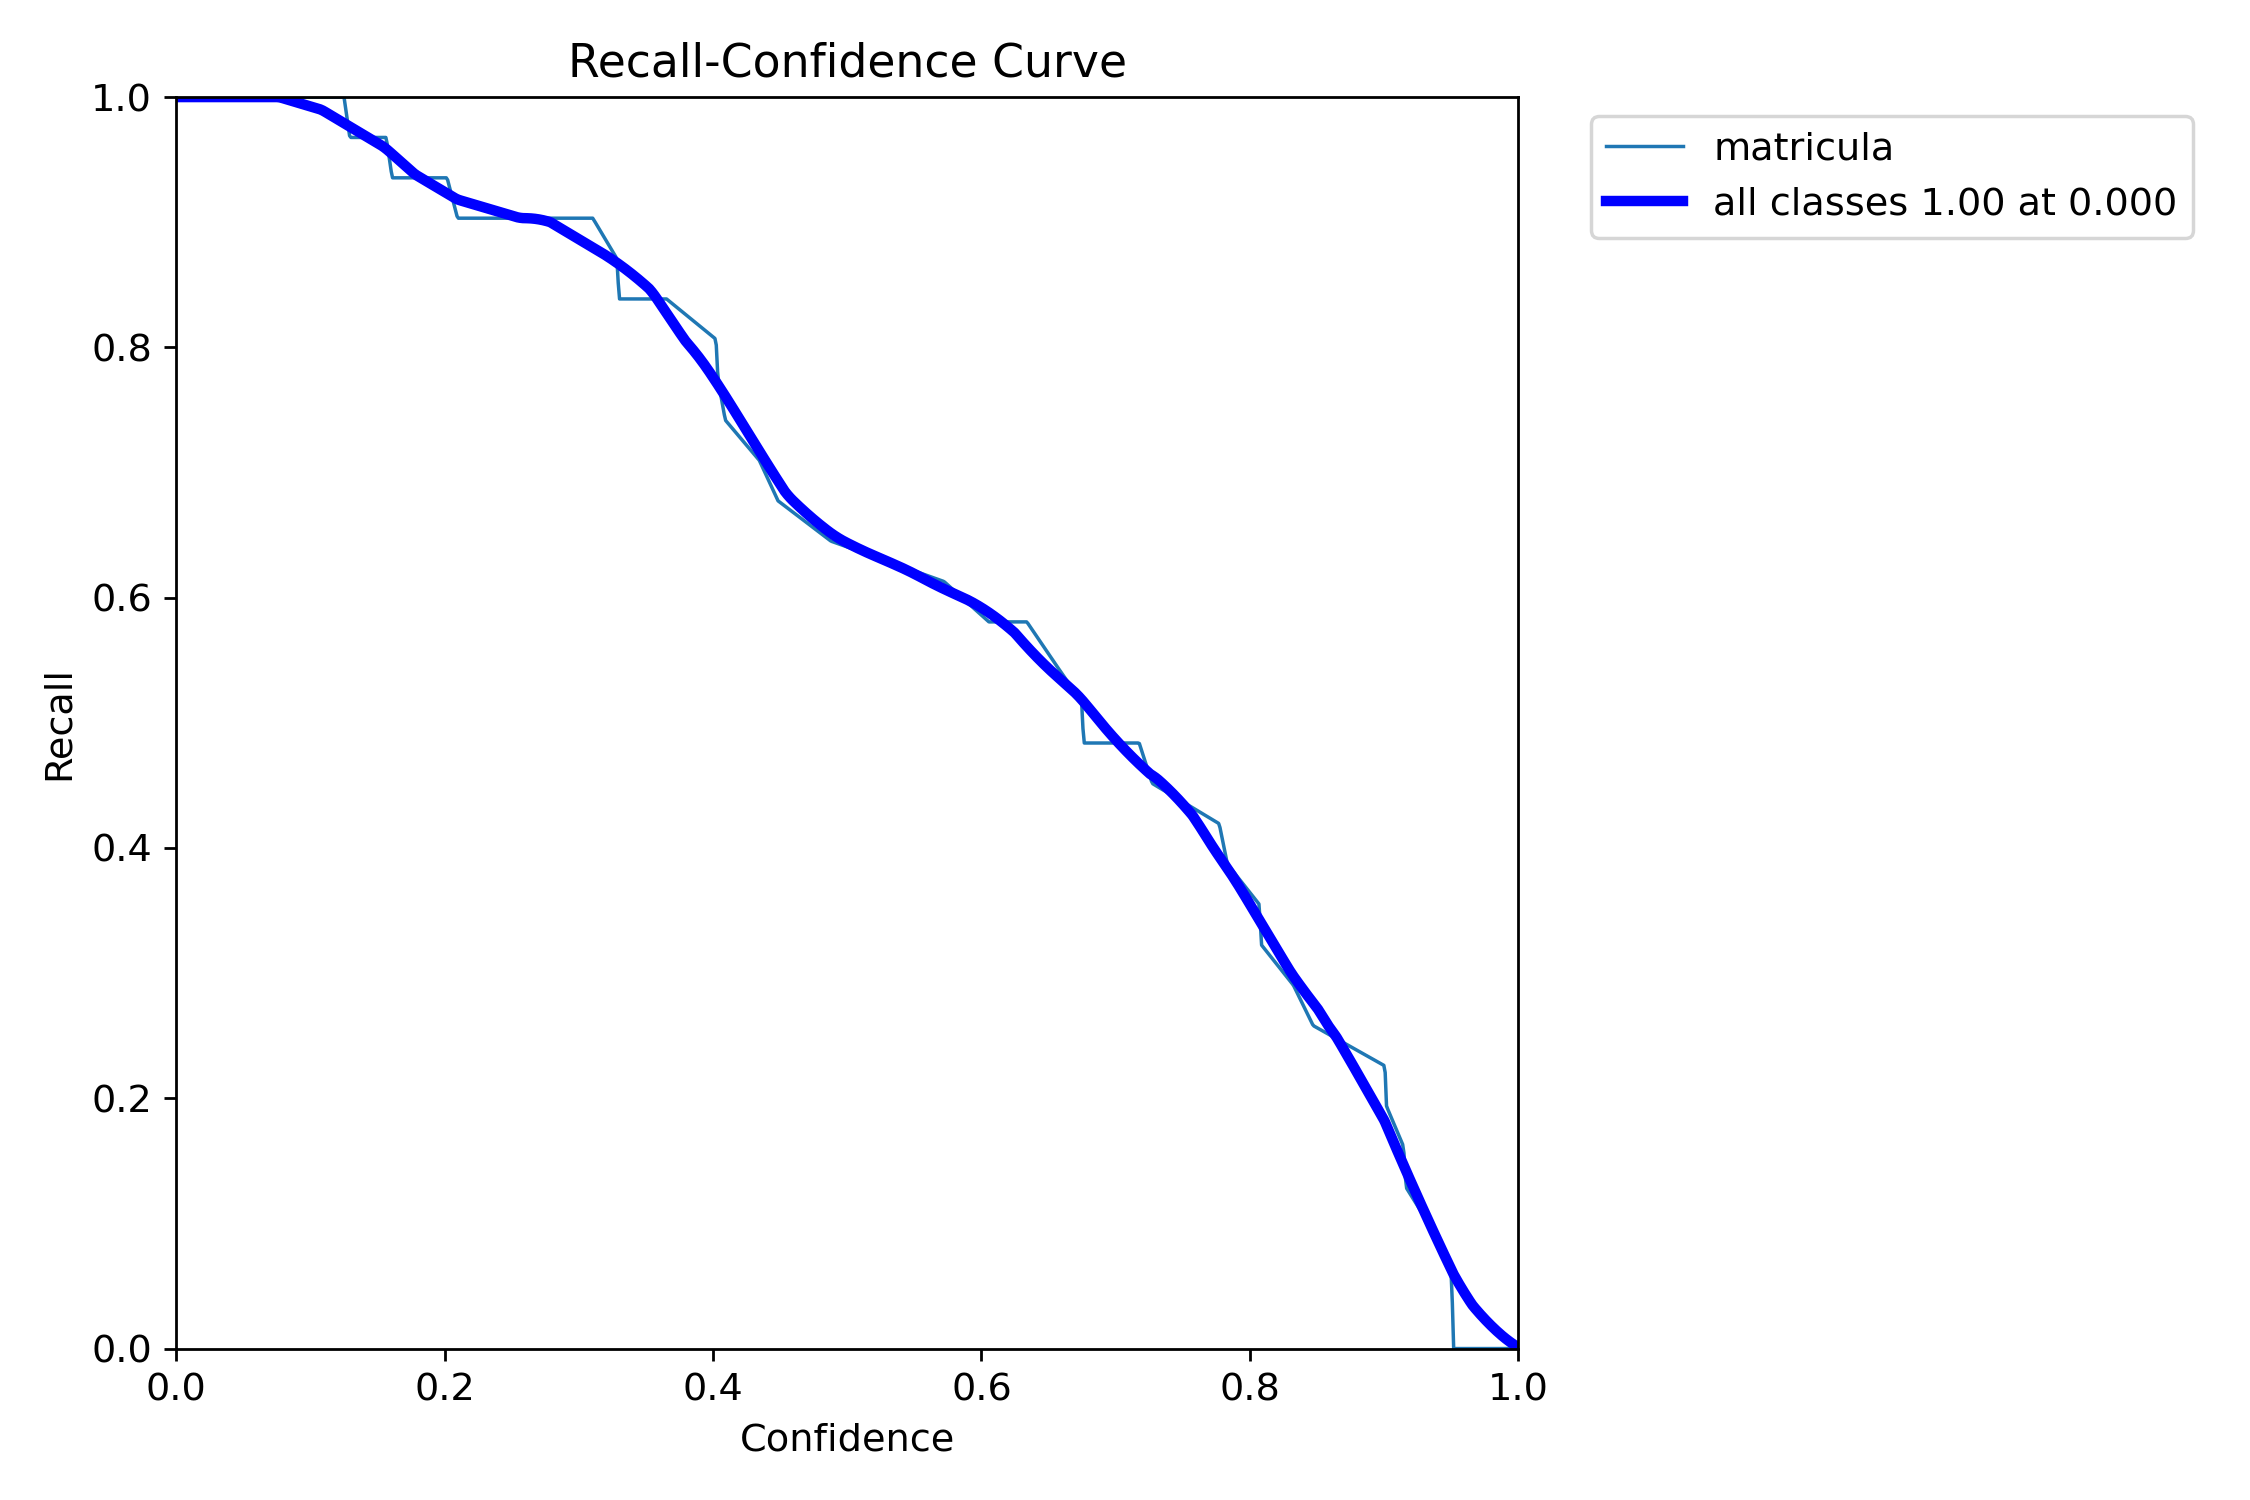 Recall-Confidence Curve
1.0
0.8
0.6
0.4
0.2
0.0
Recall
0.0 0.2 0.4 0.6 0.8 1.0
Confidence
matricula
all classes 1.00 at 0.000